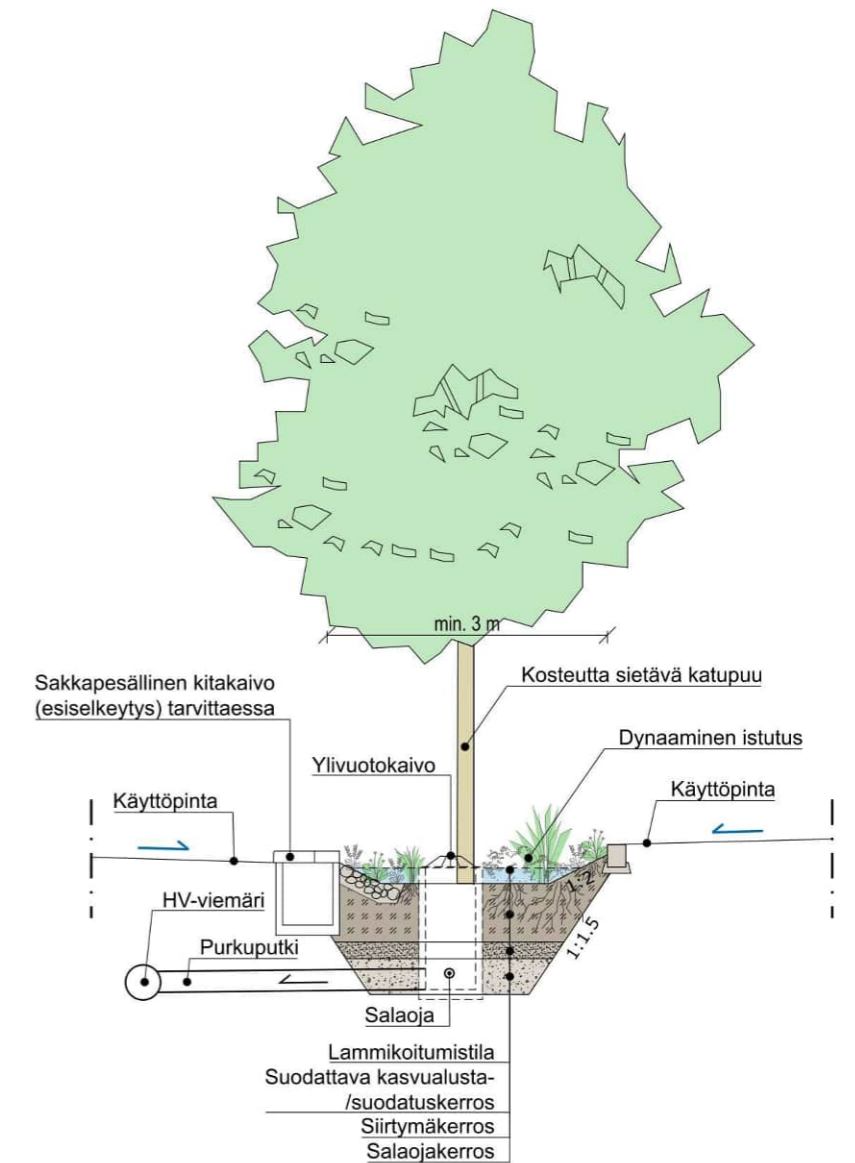 min. 3 m
Kosteutta sietävä katupuu
Sakkapesällinen kitakaivo
(esiselkeytys) tarvittaessa
Dynaaminen istutus
Ylivuotokaivo
Käyttöpinta
Käyttöpinta
HV-viemäri
1:2
1:1.5
Purkuputki
Salaoja
Lammikoitumistila
Suodattava kasvualusta-
/suodatuskerros
Siirtymäkerros
Salaojakerros